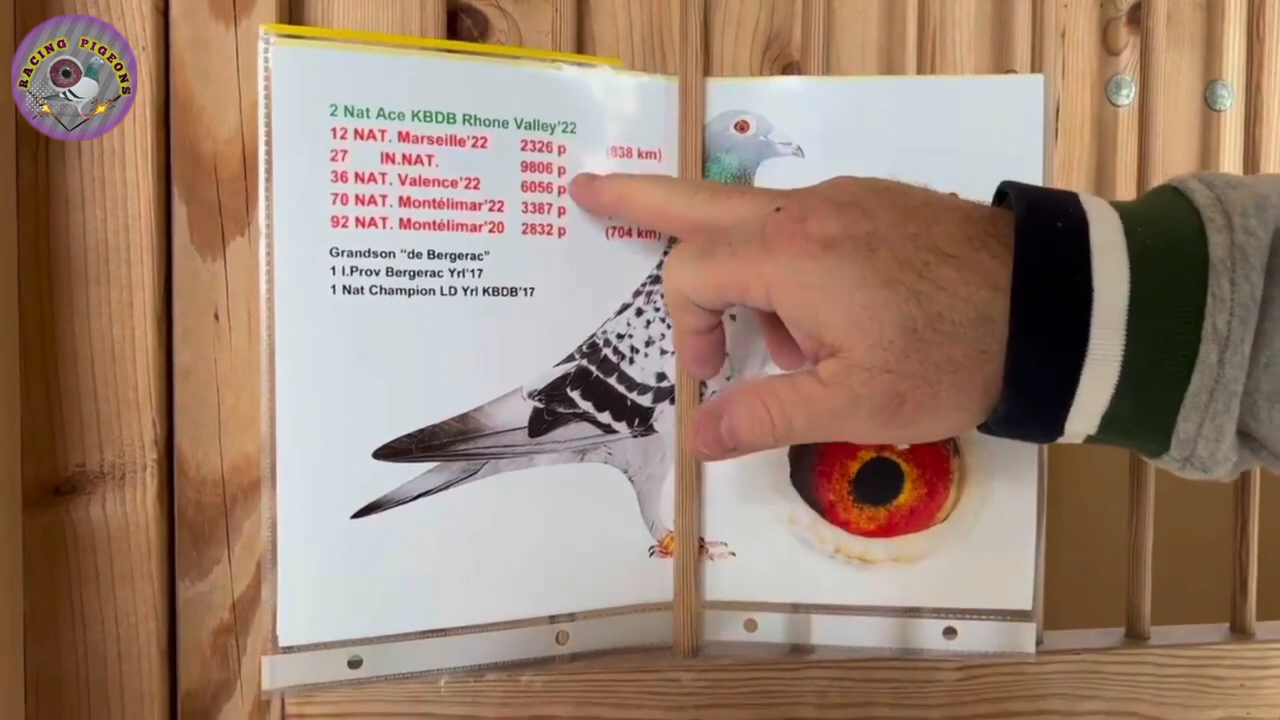 RACING PIGEONS
2 Nat Ace KBDB Rhone Valley'22
12 NAT. Marseille'22 2326 p (838 km)
27 IN.NAT. 9806 p
36 NAT. Valence'22 6056 p
70 NAT. Montélimar'22 3387 p
92 NAT. Montélimar'20 2832 p (704 km)
Grandson "de Bergerac"
1 I.Prov Bergerac Yrl'17
1 Nat Champion LD Yrl KBDB'17